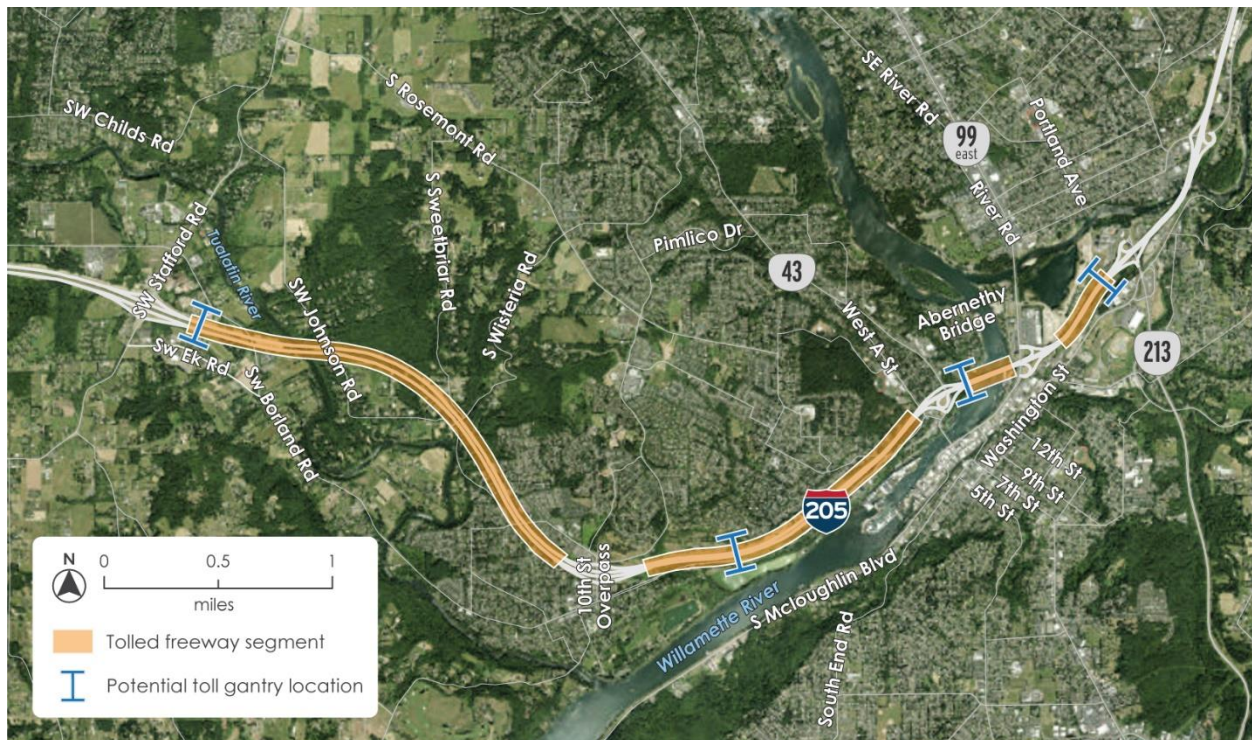 SW Childs Rd
S Rosemont Rd
SE River Rd
Portland Ave
99
east
River Rd
S Sweetbriar Rd
SW Stafford Rd
Tualatin River
Pimlico Dr
S Wisteria Rd
43
SW Johnson Rd
West A St
Abernethy
Bridge
213
Sw Ek Rd
SW Borland Rd
Washington St
12th St
9th St
7th St
5th St
205
10th St
Overpass
S Mcloughlin Blvd
Willamette River
South End Rd
N
0
0.5
1
miles
Tolled freeway segment
Potential toll gantry location